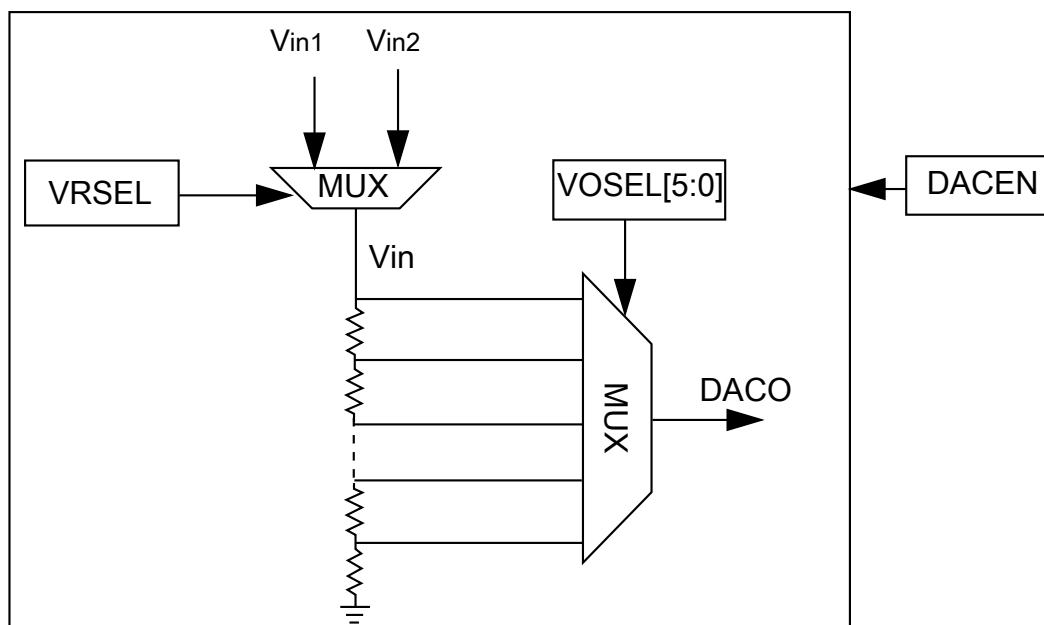 Vin1
Vin2
VRSEL
MUX
VOSEL[5:0]
DACEN
Vin
MUX
DACO